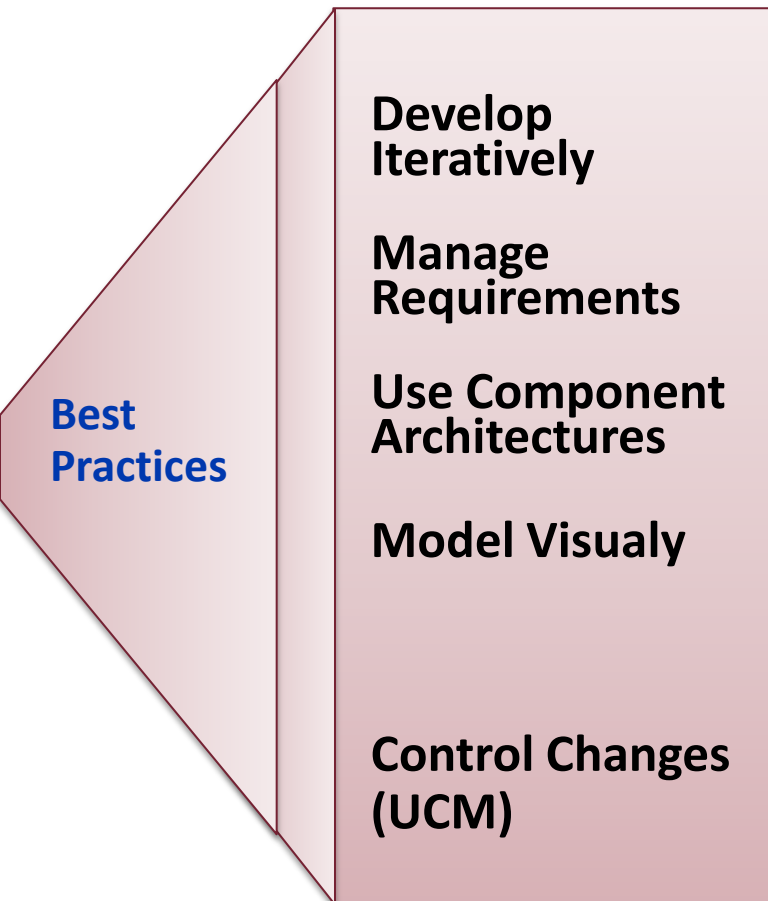 Best
Practices
Develop
Iteratively
Manage
Requirements
Use Component
Architectures
Model Visualy
Control Changes
(UCM)